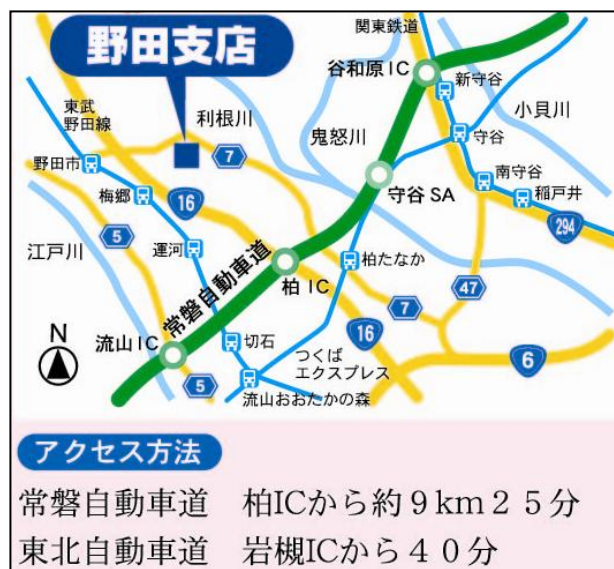 野田支店
関東鉄道
谷和原IC
新守谷
小貝川
東武
野田線
利根川
鬼怒川
守谷
7
野田市
守谷 SA
南守谷
稲戸井
梅郷
16
294
5
江戸川
運河
常磐自動車道
柏たなか
柏 IC
47
7
N
流山IC
切石
つくば
エクスプレス
16
6
5
流山おおたかの森
アクセス方法
常磐自動車道 柏ICから約9km25分
東北自動車道 岩槻ICから40分